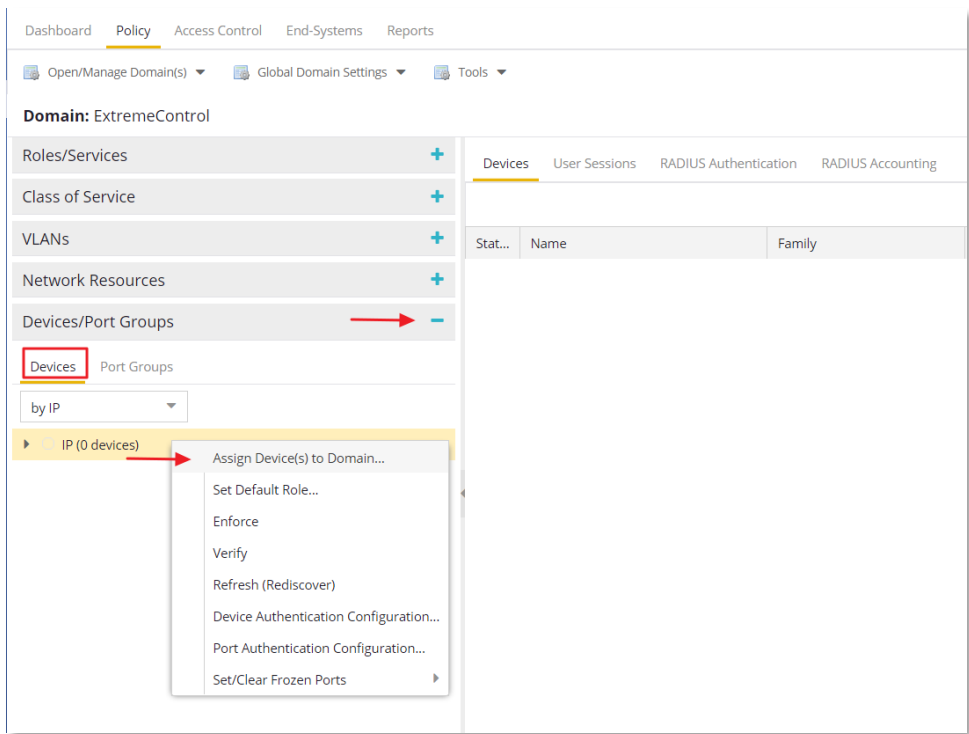 Dashboard Policy Access Control End-Systems Reports
Open/Manage Domain(s) Global Domain Settings Tools
Domain: ExtremeControl
Roles/Services
Class of Service
VLANs
Network Resources
Devices/Port Groups
Devices Port Groups
by IP
IP (0 devices)
Assign Device(s) to Domain...
Set Default Role...
Enforce
Verify
Refresh (Rediscover)
Device Authentication Configuration...
Port Authentication Configuration...
Set/Clear Frozen Ports
Devices User Sessions RADIUS Authentication RADIUS Accounting
Stat... Name Family